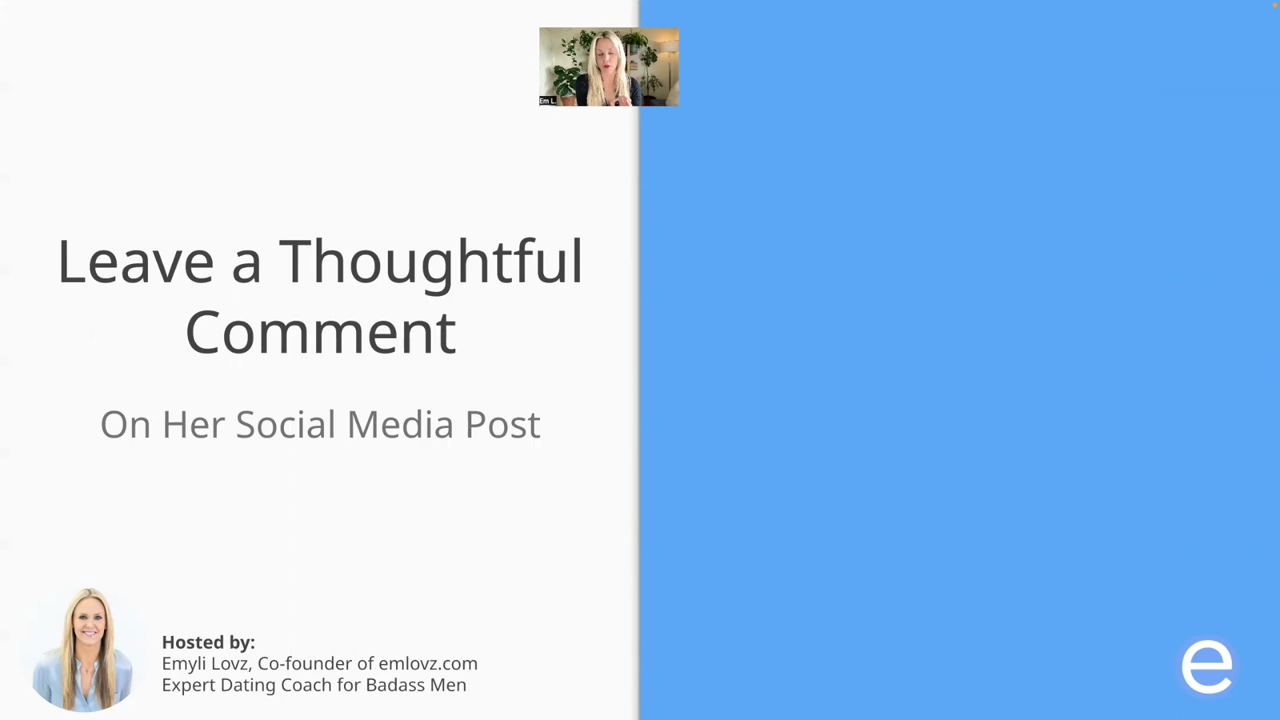 Em L.
Leave a Thoughtful
Comment
On Her Social Media Post
Hosted by:
Emyli Lovz, Co-founder of emlovz.com
Expert Dating Coach for Badass Men
e